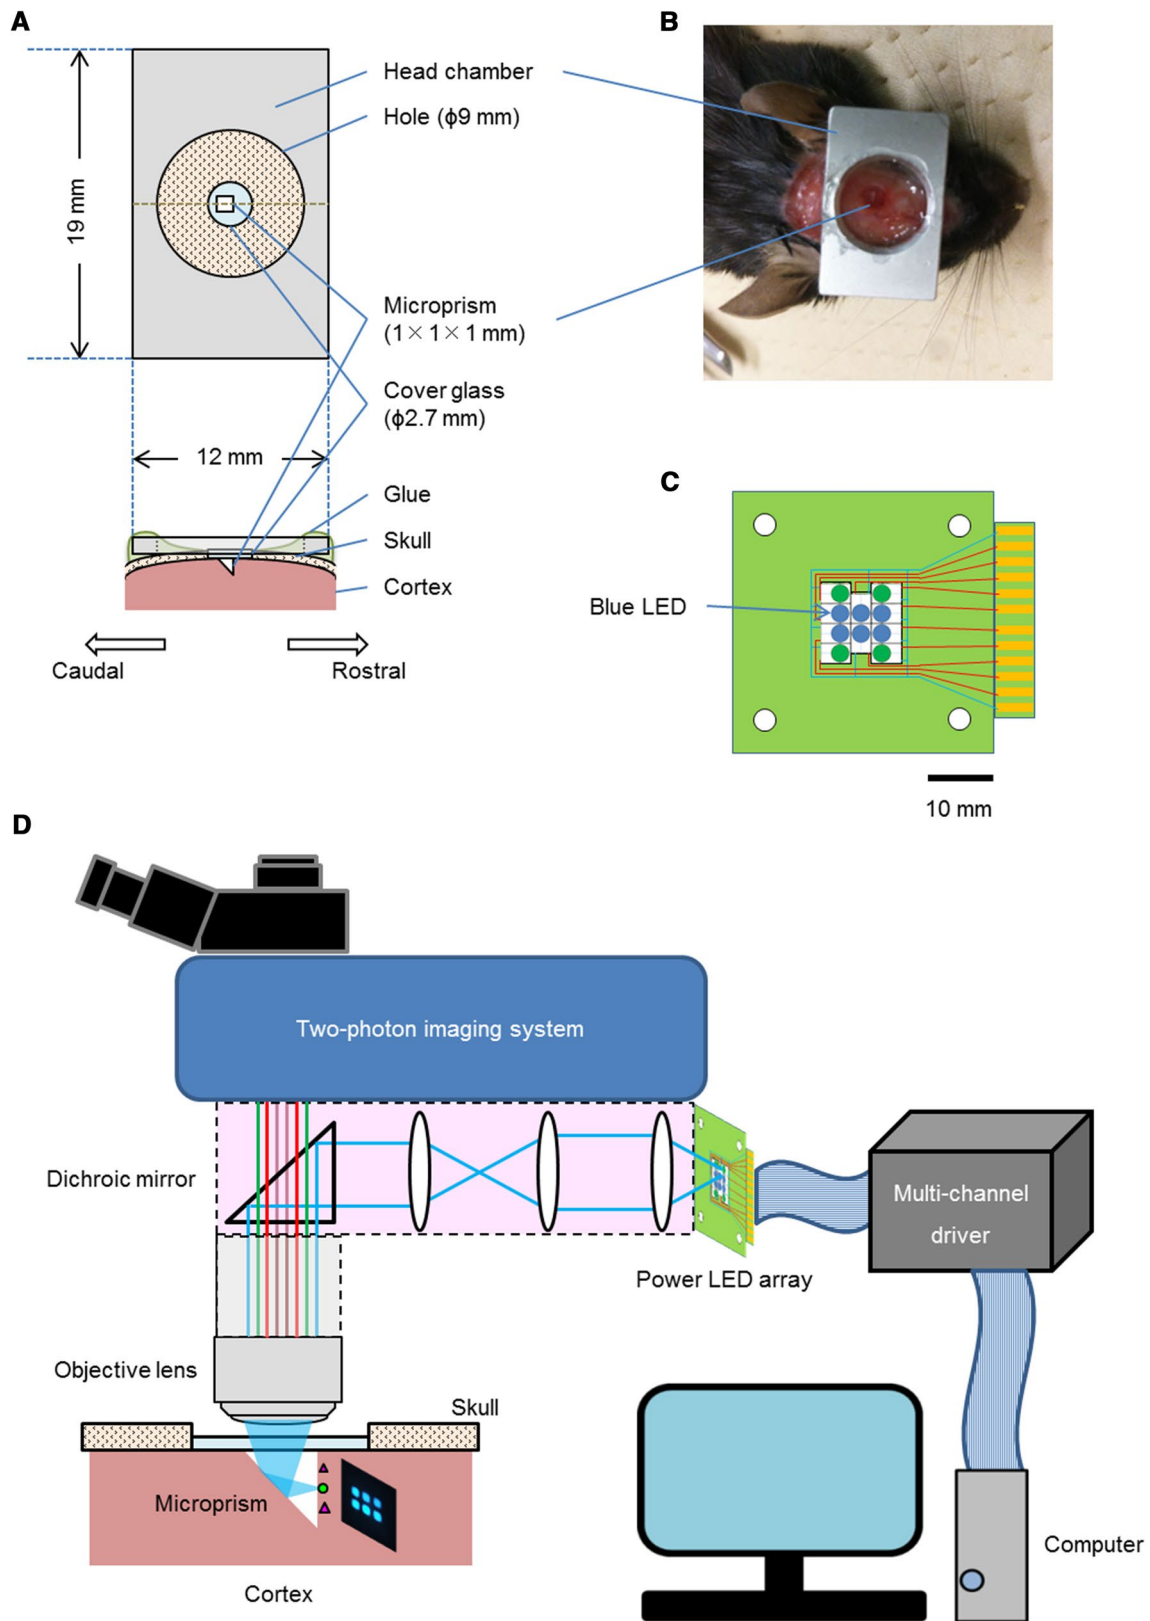 A
B
Head chamber
Hole (ϕ9 mm)
19 mm
Microprism
(1×1×1 mm)
Cover glass
(ϕ2.7 mm)
12 mm
Glue
Skull
Cortex
Caudal
Rostral
C
Blue LED
10 mm
D
Two-photon imaging system
Dichroic mirror
Multi-channel
driver
Power LED array
Objective lens
Skull
Microprism
Computer
Cortex